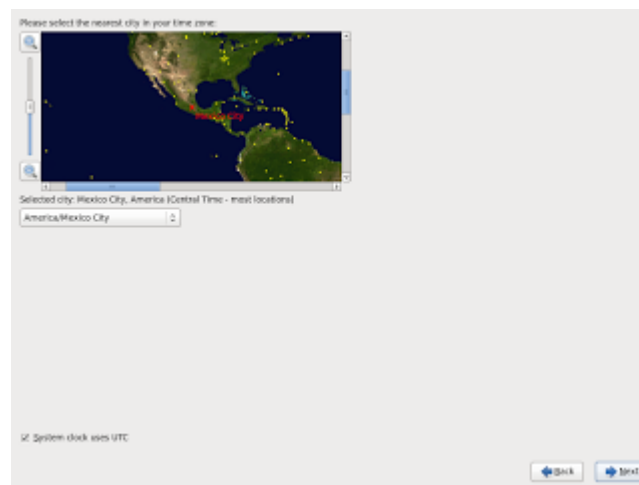 Please select the nearest city in your time zone:
Mexico City
Selected city: Mexico City, America (Central Time - most locations)
America/Mexico City
System clock uses UTC
Back
Next